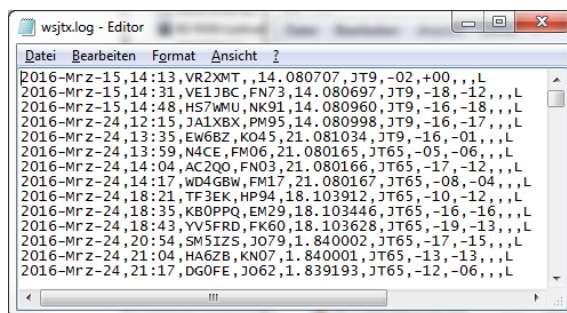 wsjtx.log - Editor
Datei Bearbeiten Format Ansicht ?
2016-Mrz-15,14:13,VR2XMT,,14.080707,JT9,-02,+00,,,L
2016-Mrz-15,14:31,VE1JBC,FN73,14.080697,JT9,-18,-12,,,L
2016-Mrz-15,14:48,HS7WMU,NK91,14.080960,JT9,-16,-18,,,L
2016-Mrz-24,12:15,JA1XBX,PM95,14.080998,JT9,-16,-17,,,L
2016-Mrz-24,13:35,EW6BZ,KO45,21.081034,JT9,-16,-01,,,L
2016-Mrz-24,13:59,N4CE,FM06,21.080165,JT65,-05,-06,,,L
2016-Mrz-24,14:04,AC2QO,FN03,21.080166,JT65,-17,-12,,,L
2016-Mrz-24,14:17,WD4GBW,FM17,21.080167,JT65,-08,-04,,,L
2016-Mrz-24,18:21,TF3EK,HP94,18.103912,JT65,-10,-12,,,L
2016-Mrz-24,18:35,KB0PPQ,EM29,18.103446,JT65,-16,-16,,,L
2016-Mrz-24,18:43,YV5FRD,FK60,18.103628,JT65,-19,-13,,,L
2016-Mrz-24,20:54,SM5IZS,JO79,1.840002,JT65,-17,-15,,,L
2016-Mrz-24,21:04,HA6ZB,KN07,1.840001,JT65,-13,-13,,,L
2016-Mrz-24,21:17,DG0FE,JO62,1.839193,JT65,-12,-06,,,L